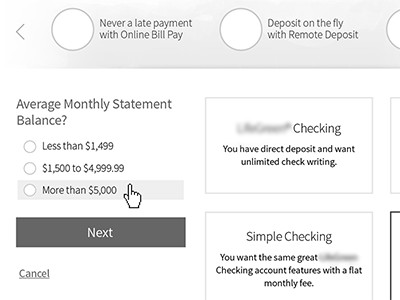 Never a late payment
with Online Bill Pay
Deposit on the fly
with Remote Deposit
Average Monthly Statement
Balance?
Less than $1,499
$1,500 to $4,999.99
More than $5,000
Next
Cancel
Checking
You have direct deposit and want
unlimited check writing.
Simple Checking
You want the same great
Checking account features with a flat
monthly fee.